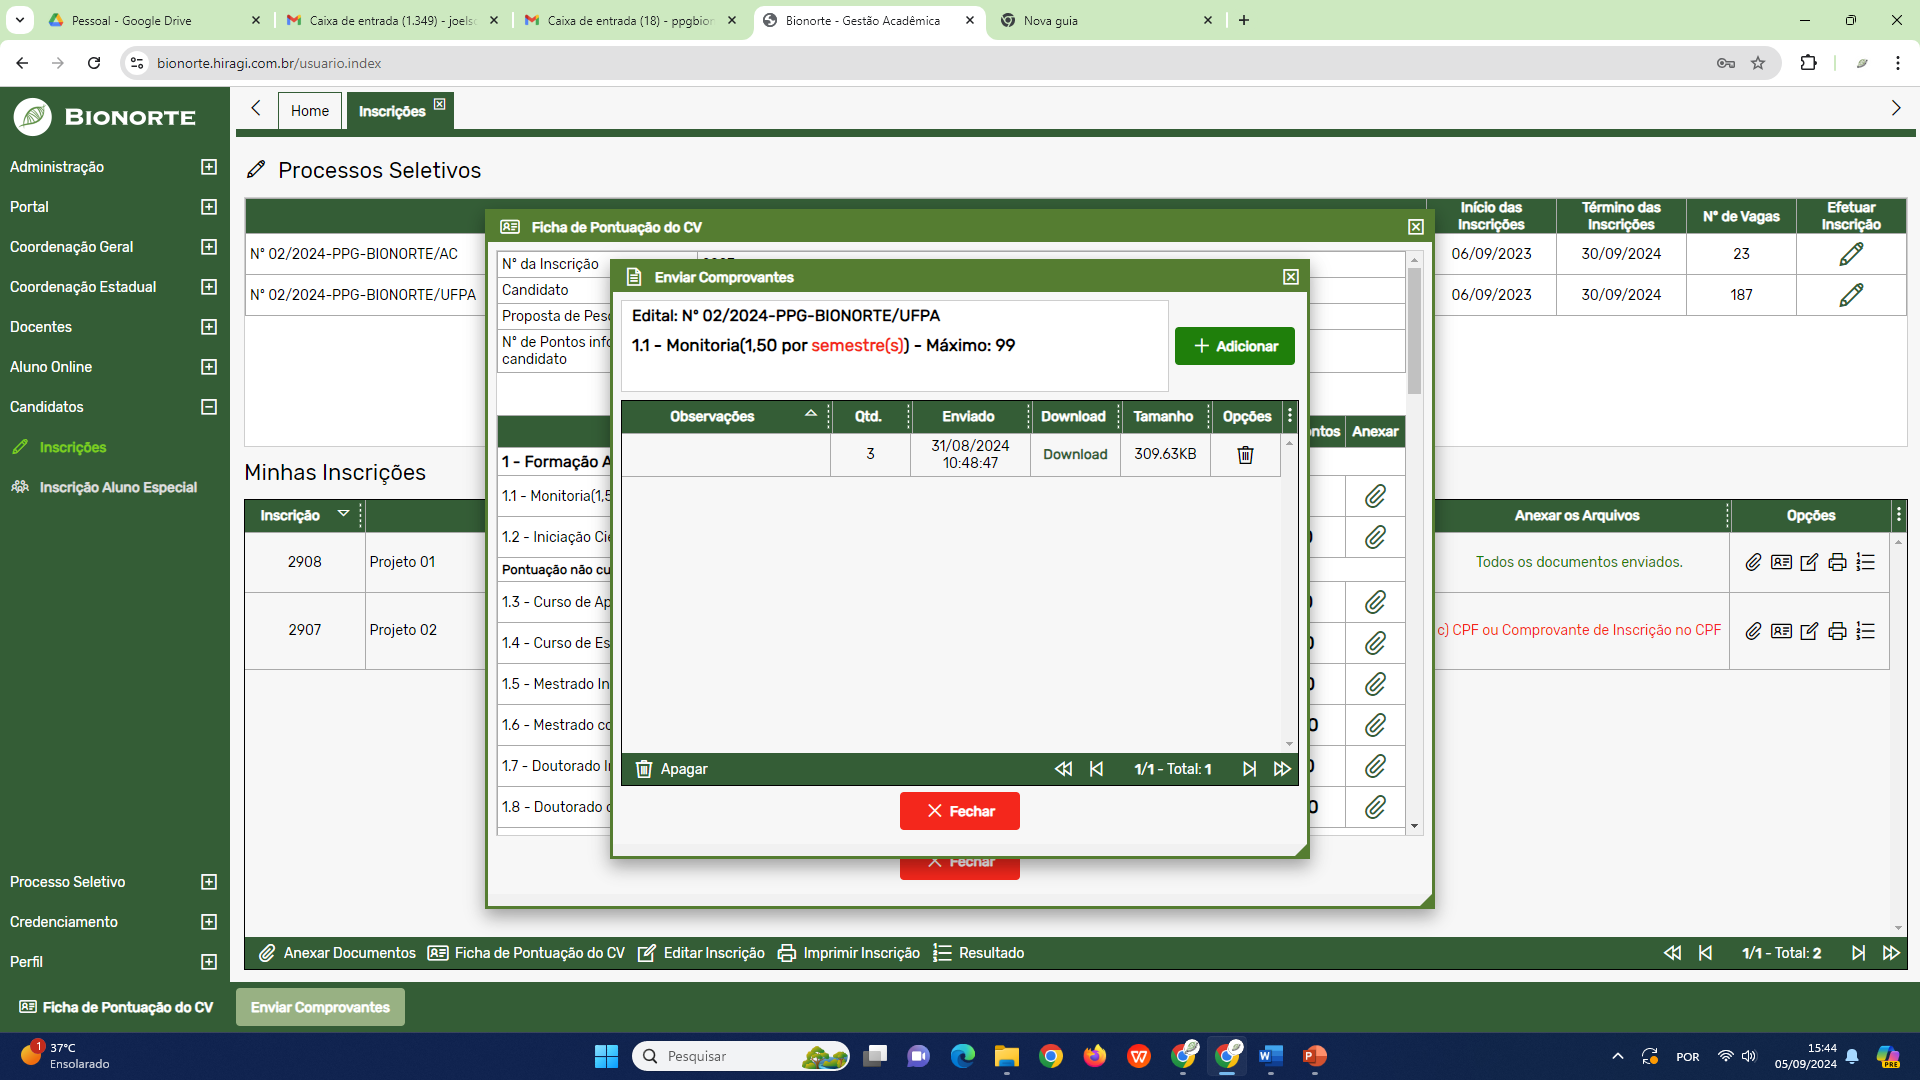 Pessoal - Google Drive
Caixa de entrada (1.349) - joels
Caixa de entrada (18) - ppgbion
Bionorte - Gestão Acadêmica
Nova guia
bionorte.hiragi.com.br/usuario.index
BIONORTE
Administração
Portal
Coordenação Geral
Coordenação Estadual
Docentes
Aluno Online
Candidatos
Inscrições
Inscrição Aluno Especial
Processo Seletivo
Credenciamento
Perfil
Home
Inscrições
Processos Seletivos
Início das Inscrições
Término das Inscrições
N° de Vagas
Efetuar Inscrição
N° 02/2024-PPG-BIONORTE/AC
06/09/2023
30/09/2024
23
N° 02/2024-PPG-BIONORTE/UFPA
06/09/2023
30/09/2024
187
Minhas Inscrições
Inscrição
Anexar os Arquivos
Opções
2908
Projeto 01
Todos os documentos enviados.
2907
Projeto 02
c) CPF ou Comprovante de Inscrição no CPF
Anexar Documentos
Ficha de Pontuação do CV
Editar Inscrição
Imprimir Inscrição
Resultado
1/1 - Total: 2
Ficha de Pontuação do CV
N° da Inscrição
Candidato
Proposta de Pes
N° de Pontos info
candidato
ntos
Anexar
1 - Formação A
1.1 - Monitoria(1,5
1.2 - Iniciação Cie
Pontuação não cu
1.3 - Curso de Ap
1.4 - Curso de Es
1.5 - Mestrado In
1.6 - Mestrado co
1.7 - Doutorado I
1.8 - Doutorado c
Fechar
Enviar Comprovantes
Edital: N° 02/2024-PPG-BIONORTE/UFPA
1.1 - Monitoria(1,50 por semestre(s)) - Máximo: 99
Adicionar
Observações
Qtd.
Enviado
Download
Tamanho
Opções
3
31/08/2024
10:48:47
Download
309.63KB
Apagar
1/1 - Total: 1
Fechar
Ficha de Pontuação do CV
Enviar Comprovantes
1
37°C
Ensolarado
Pesquisar
POR
15:44
05/09/2024